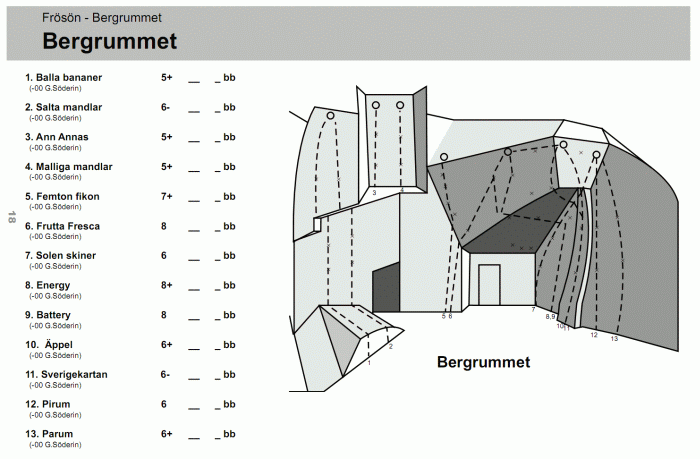 Frösön - Bergrummet
Bergrummet
1. Balla bananer 5+ __ _ bb
(-00 G.Söderin)
2. Salta mandlar 6- __ _ bb
(-00 G.Söderin)
3. Ann Annas 5+ __ _ bb
(-00 G.Söderin)
4. Malliga mandlar 5+ __ _ bb
(-00 G.Söderin)
5. Femton fikon 7+ __ _ bb
(-00 G.Söderin)
6. Frutta Fresca 8 __ _ bb
(-00 G.Söderin)
7. Solen skiner 6 __ _ bb
(-00 G.Söderin)
8. Energy 8+ __ _ bb
(-00 G.Söderin)
9. Battery 8 __ _ bb
(-00 G.Söderin)
10. Äppel 6+ __ _ bb
(-00 G.Söderin)
11. Sverigekartan 6- __ _ bb
(-00 G.Söderin)
12. Pirum 6 __ _ bb
(-00 G.Söderin)
13. Parum 6+ __ _ bb
(-00 G.Söderin)
18
3 4
5 6 7 8,9
10 11 12 13
2
1
Bergrummet